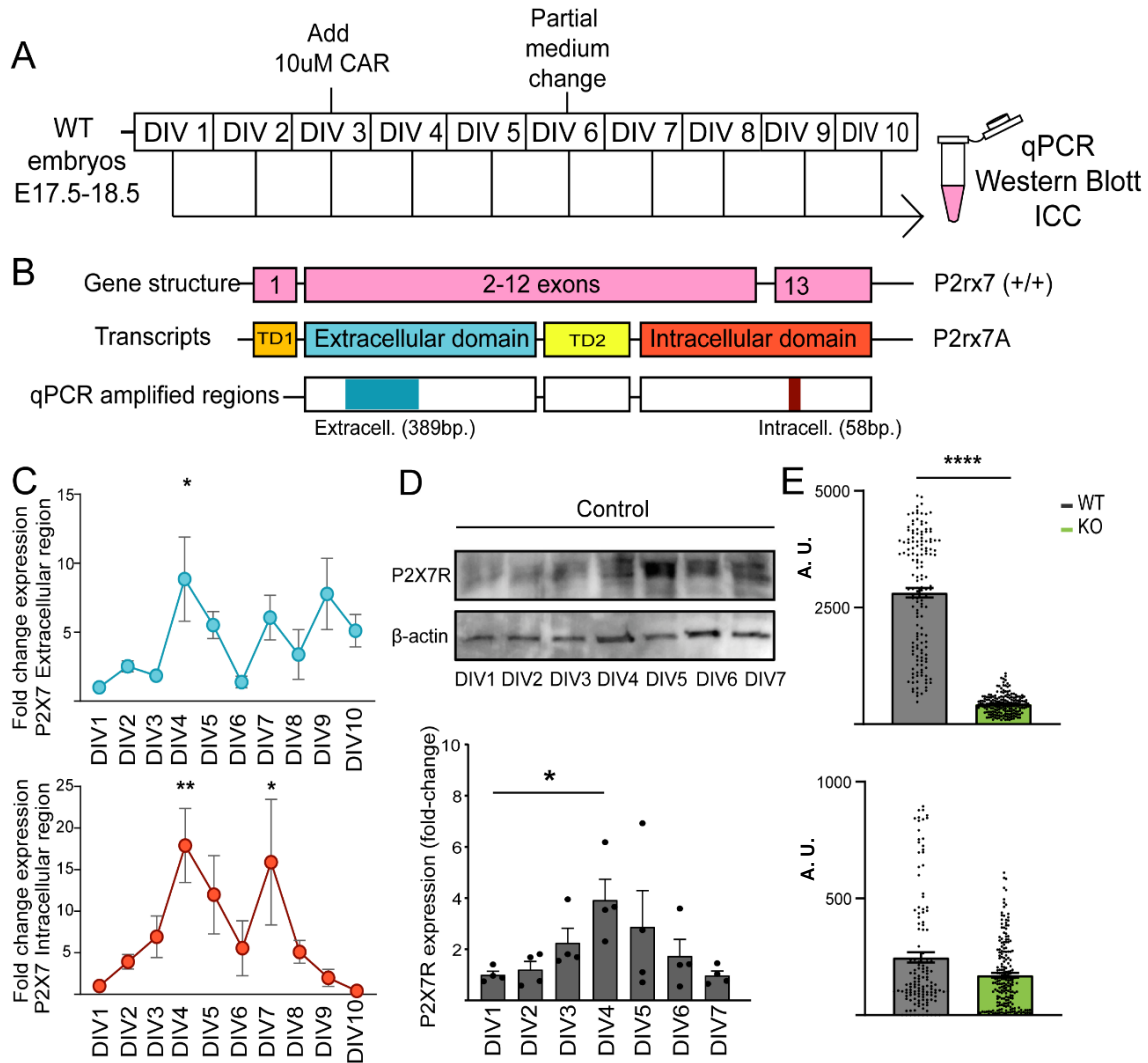 A
Add
10uM CAR
Partial
medium
change
WT
embryos
E17.5-18.5
DIV 1 DIV 2 DIV 3 DIV 4 DIV 5 DIV 6 DIV 7 DIV 8 DIV 9 DIV 10
qPCR
Western Blott
ICC
B
Gene structure 1 2-12 exons 13 P2rx7 (+/+)
Transcripts TD1 Extracellular domain TD2 Intracellular domain P2rx7A
qPCR amplified regions
Extracell. (389bp.) Intracell. (58bp.)
C
Fold change expression
P2X7 Extracellular region
15
10
5
*
DIV1 DIV2 DIV3 DIV4 DIV5 DIV6 DIV7 DIV8 DIV9 DIV10
Fold change expression
P2X7 Intracellular region
25
20
15
10
5
** *
DIV1 DIV2 DIV3 DIV4 DIV5 DIV6 DIV7 DIV8 DIV9 DIV10
D
Control
P2X7R
β-actin
DIV1 DIV2 DIV3 DIV4 DIV5 DIV6 DIV7
P2X7R expression (fold-change)
10
8
6
4
2
0
*
DIV1 DIV2 DIV3 DIV4 DIV5 DIV6 DIV7
E
****
WT
KO
A. U.
5000
2500
0
A. U.
1000
500
0